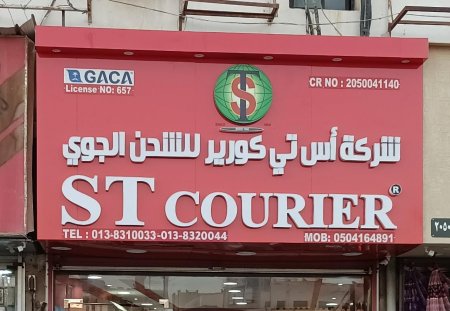 GACA
License NO: 657
CR NO : 2050041140
ST
شركة أس تي كورير للشحن الجوي
ST COURIER ®
TEL : 013-8310033-013-8320044
MOB: 0504164891